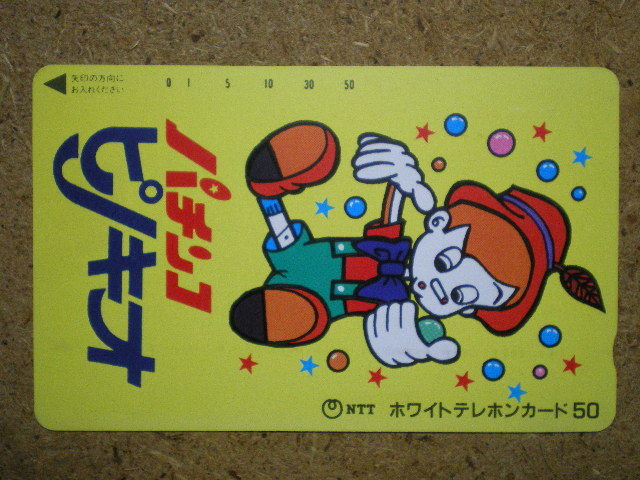 矢印の方向に
お入れください
0 1 5 10 30 50
パチンコ
ピノキオ
NTT ホワイトテレホンカード50